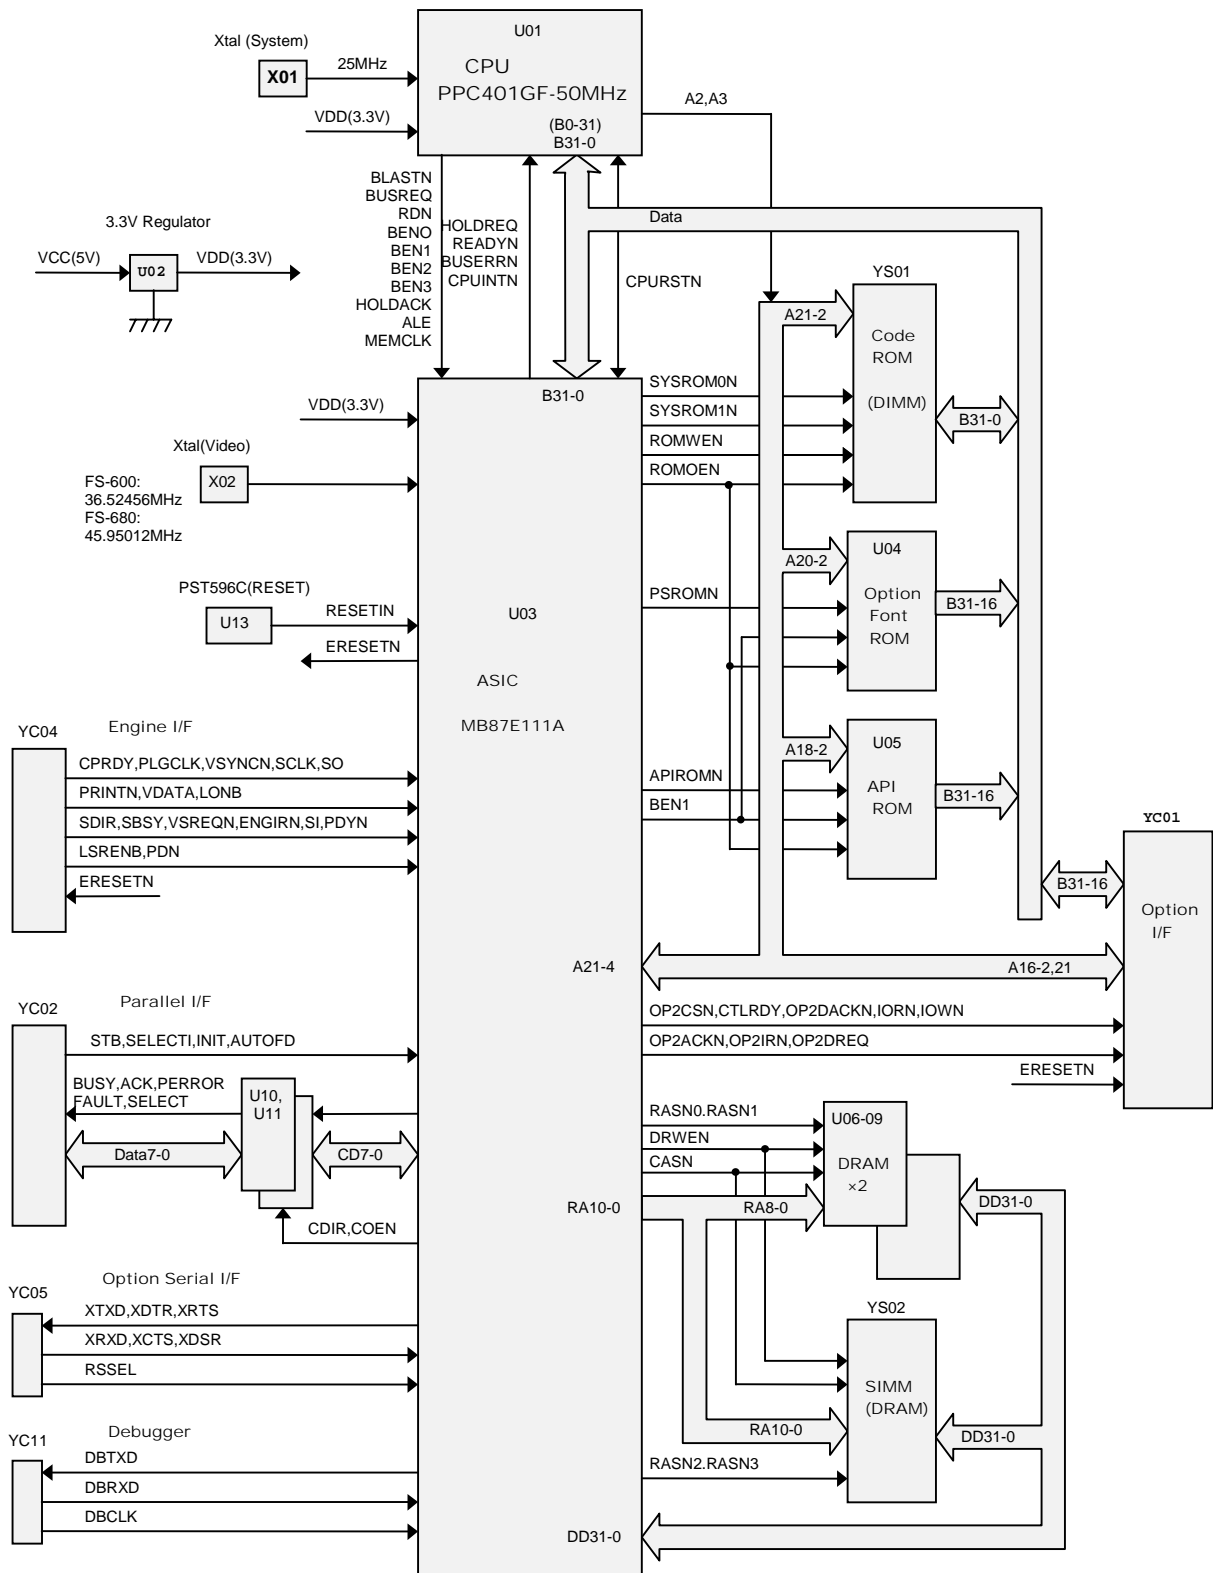 U01
CPU
PPC401GF-50MHz
(B0-31)
B31-0
Xtal (System)
X01
25MHz
VDD(3.3V)
A2,A3
BLASTN
BUSREQ
RDN
BENO
BEN1
BEN2
BEN3
HOLDACK
ALE
MEMCLK
HOLDREQ
READYN
BUSERRN
CPUINTN
CPURSTN
Data
3.3V Regulator
VCC(5V)
U02
VDD(3.3V)
YS01
A21-2
Code
ROM
(DIMM)
B31-0
B31-0
VDD(3.3V)
SYSROM0N
SYSROM1N
ROMWEN
ROMOEN
Xtal(Video)
X02
FS-600:
36.52456MHz
FS-680:
45.95012MHz
U04
A20-2
Option
Font
ROM
B31-16
PSROMN
PST596C(RESET)
U13
RESETIN
ERESETN
U03
ASIC
MB87E111A
U05
A18-2
API
ROM
B31-16
APIROMN
BEN1
Engine I/F
YC04
CPRDY,PLGCLK,VSYNCN,SCLK,SO
PRINTN,VDATA,LONB
SDIR,SBSY,VSREQN,ENGIRN,SI,PDYN
LSRENB,PDN
ERESETN
YC01
B31-16
Option
I/F
A21-4
A16-2,21
OP2CSN,CTLRDY,OP2DACKN,IORN,IOWN
OP2ACKN,OP2IRN,OP2DREQ
ERESETN
Parallel I/F
YC02
STB,SELECTI,INIT,AUTOFD
BUSY,ACK,PERROR
FAULT,SELECT
U10,
U11
Data7-0
CD7-0
CDIR,COEN
RASN0.RASN1
DRWEN
CASN
RA10-0
RA8-0
U06-09
DRAM
×2
DD31-0
Option Serial I/F
YC05
XTXD,XDTR,XRTS
XRXD,XCTS,XDSR
RSSEL
YS02
SIMM
(DRAM)
RA10-0
DD31-0
RASN2.RASN3
Debugger
YC11
DBTXD
DBRXD
DBCLK
DD31-0